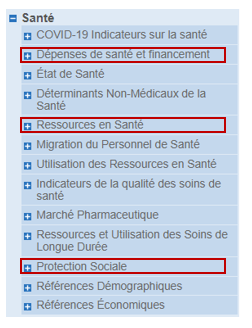 Santé
COVID-19 Indicateurs sur la santé
Dépenses de santé et financement
État de Santé
Déterminants Non-Médicaux de la
Santé
Ressources en Santé
Migration du Personnel de Santé
Utilisation des Ressources en Santé
Indicateurs de la qualité des soins de
santé
Marché Pharmaceutique
Ressources et Utilisation des Soins de
Longue Durée
Protection Sociale
Références Démographiques
Références Économiques